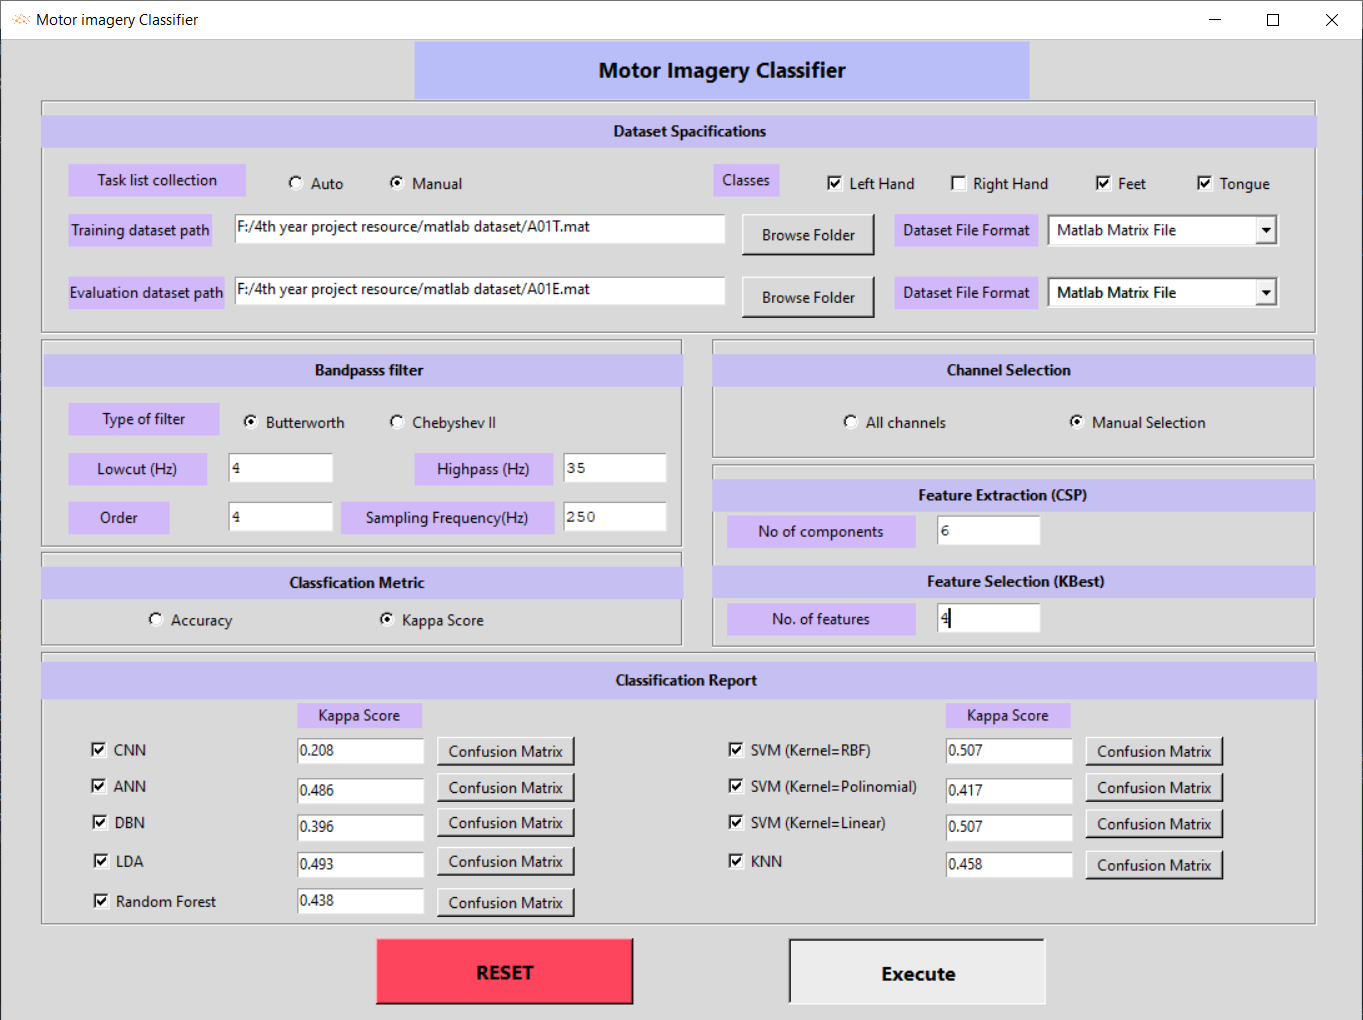 Motor imagery Classifier
Motor Imagery Classifier
Dataset Spacifications
Task list collection Auto Manual Classes Left Hand Right Hand Feet Tongue
Training dataset path F:/4th year project resource/matlab dataset/A01T.mat Browse Folder Dataset File Format Matlab Matrix File
Evaluation dataset path F:/4th year project resource/matlab dataset/A01E.mat Browse Folder Dataset File Format Matlab Matrix File
Bandpasss filter
Type of filter Butterworth Chebyshev II
Lowcut (Hz) 4 Highpass (Hz) 35
Order 4 Sampling Frequency(Hz) 250
Channel Selection
All channels Manual Selection
Feature Extraction (CSP)
No of components 6
Classfication Metric
Accuracy Kappa Score
Feature Selection (KBest)
No. of features 4
Classification Report
Kappa Score Kappa Score
CNN 0.208 Confusion Matrix SVM (Kernel=RBF) 0.507 Confusion Matrix
ANN 0.486 Confusion Matrix SVM (Kernel=Polinomial) 0.417 Confusion Matrix
DBN 0.396 Confusion Matrix SVM (Kernel=Linear) 0.507 Confusion Matrix
LDA 0.493 Confusion Matrix KNN 0.458 Confusion Matrix
Random Forest 0.438 Confusion Matrix
RESET Execute